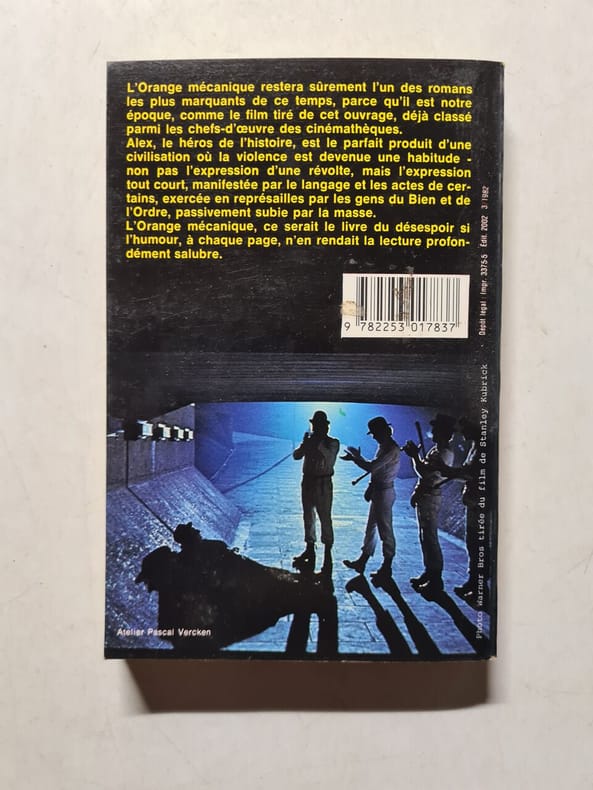 L'Orange mécanique restera sûrement l'un des romans
les plus marquants de ce temps, parce qu'il est notre
époque, comme le film tiré de cet ouvrage, déjà classé
parmi les chefs-d'œuvre des cinémathèques.
Alex, le héros de l'histoire, est le parfait produit d'une
civilisation où la violence est devenue une habitude -
non pas l'expression d'une révolte, mais l'expression
tout court, manifestée par le langage et les actes de cer-
tains, exercée en représailles par les gens du Bien et de
l'Ordre, passivement subie par la masse.
L'Orange mécanique, ce serait le livre du désespoir si
l'humour, à chaque page, n'en rendait la lecture profon-
dément salubre.
9 782253 017837
Dépôt légal : Impr. 3375-5 Édit. 2002 3/1982
Photo Warner Bros tirée du film de Stanley Kubrick
Atelier Pascal Vercken